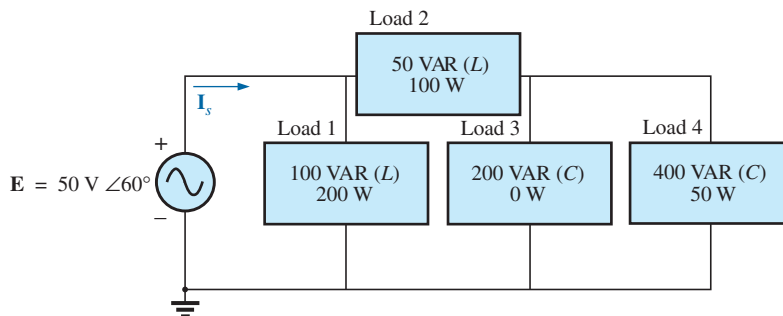 Load 2
50 VAR (L)
100 W
I_s
Load 1
Load 3
Load 4
+
E = 50 V ∠60°
–
100 VAR (L)
200 W
200 VAR (C)
0 W
400 VAR (C)
50 W